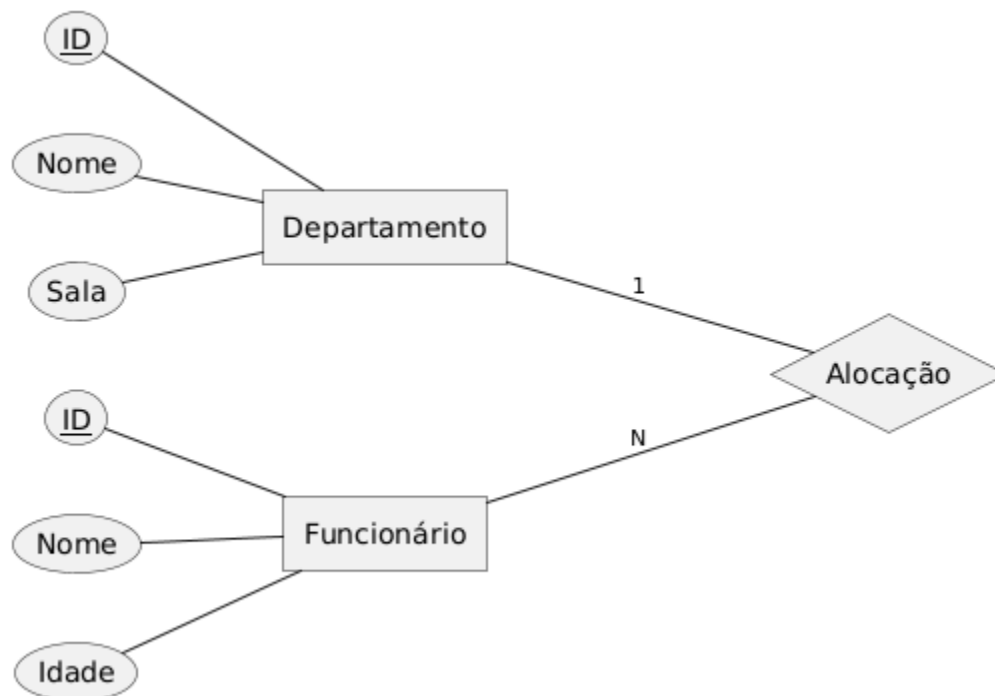 ID
Nome
Departamento
Sala
1
Alocação
ID
N
Nome
Funcionário
Idade